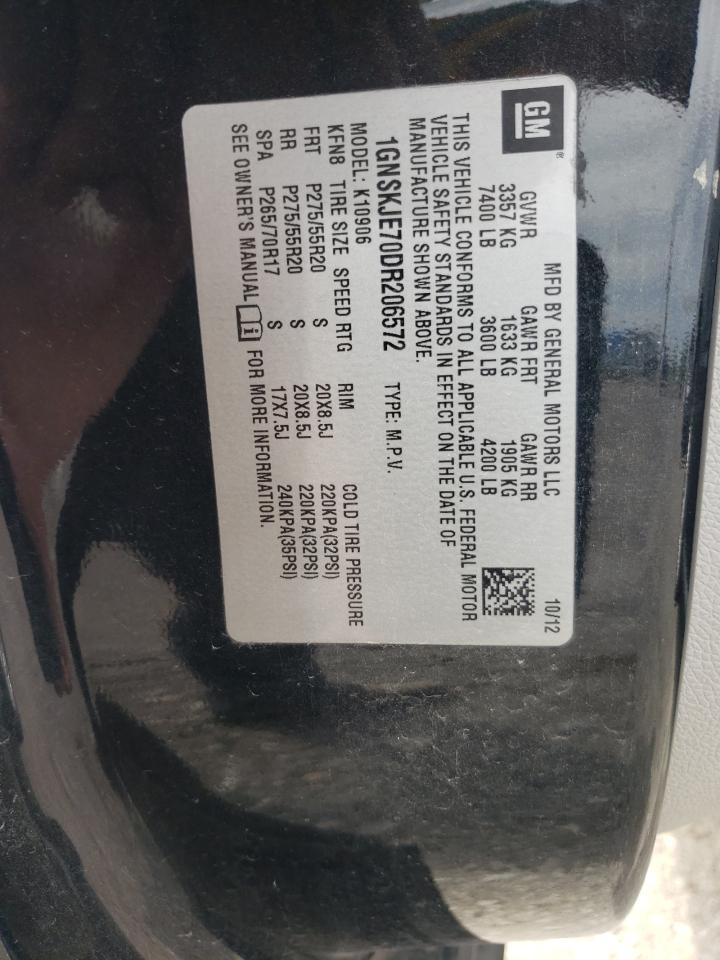 GM ®
MFD BY GENERAL MOTORS LLC 10/12
GVWR GAWR FRT GAWR RR
3357 KG 1633 KG 1905 KG
7400 LB 3600 LB 4200 LB
THIS VEHICLE CONFORMS TO ALL APPLICABLE U.S. FEDERAL MOTOR
VEHICLE SAFETY STANDARDS IN EFFECT ON THE DATE OF
MANUFACTURE SHOWN ABOVE.
1GNSKJE70DR206572 TYPE: M.P.V.
MODEL: K10906
KFN8 TIRE SIZE SPEED RTG RIM COLD TIRE PRESSURE
FRT P275/55R20 S 20X8.5J 220KPA(32PSI)
RR P275/55R20 S 20X8.5J 220KPA(32PSI)
SPA P265/70R17 S 17X7.5J 240KPA(35PSI)
SEE OWNER'S MANUAL i FOR MORE INFORMATION.